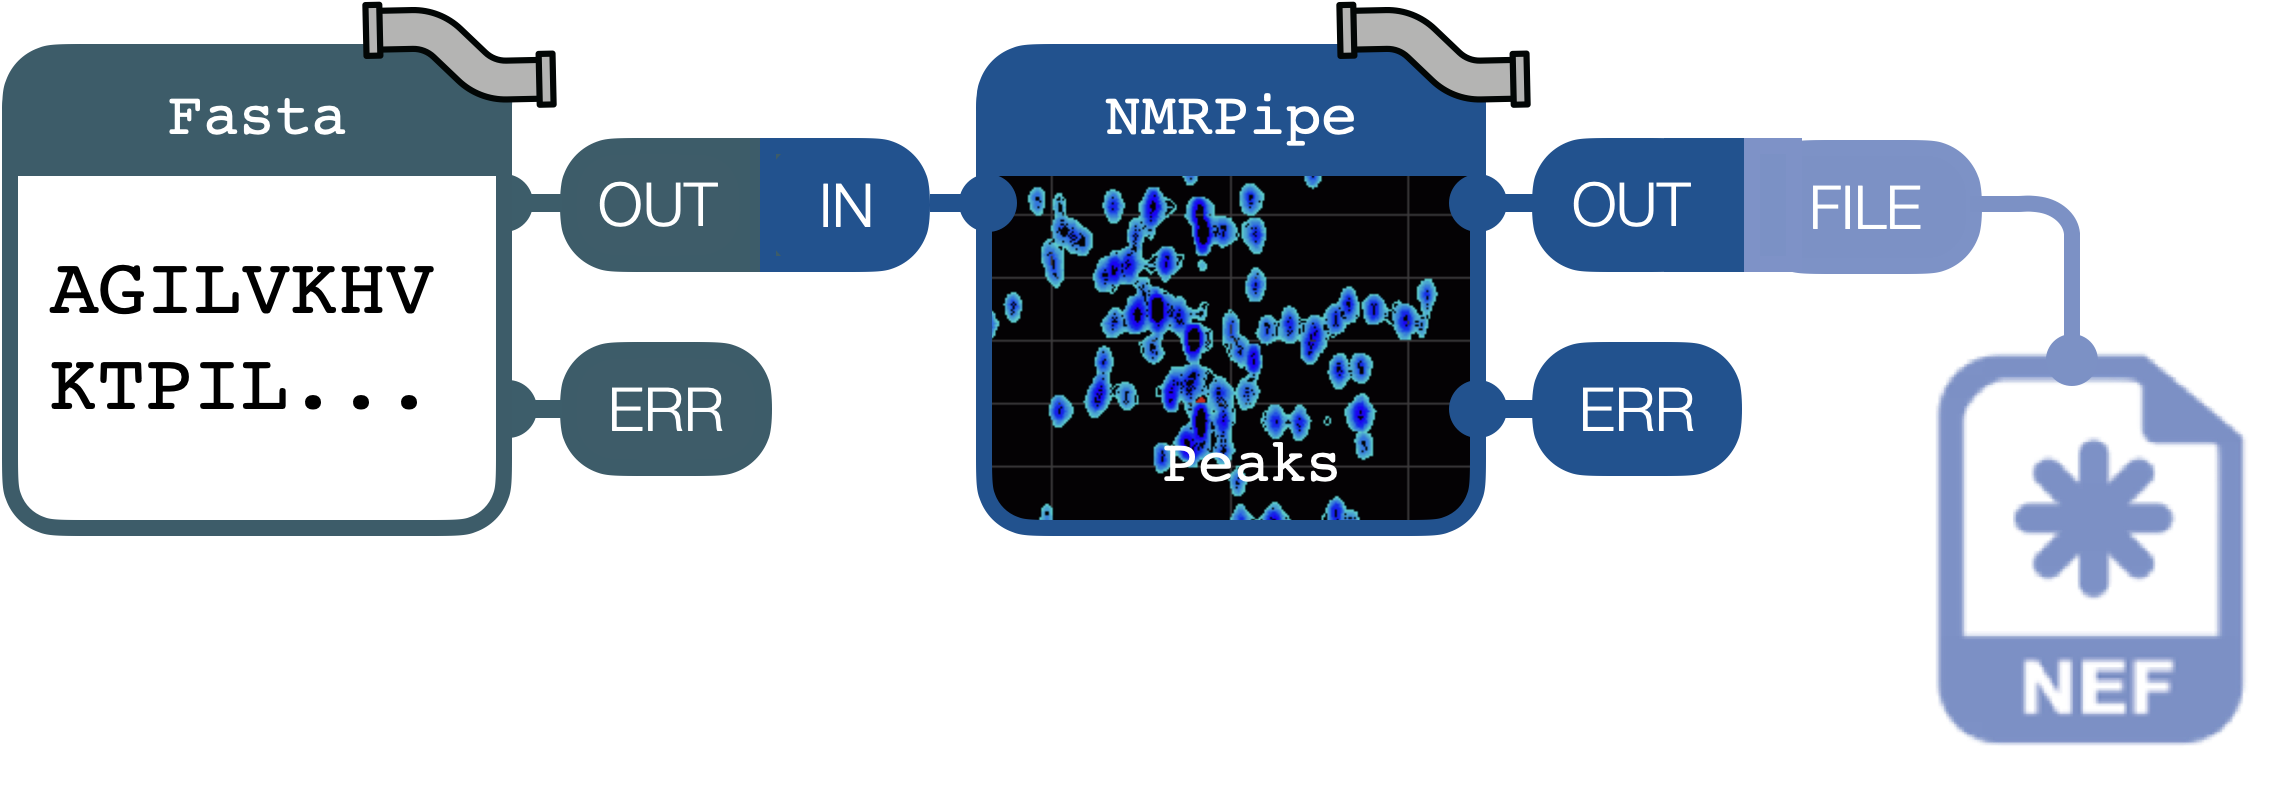 Fasta
AGILVKHV
KTPIL...
OUT
IN
ERR
NMRPipe
Peaks
OUT
FILE
ERR
NEF